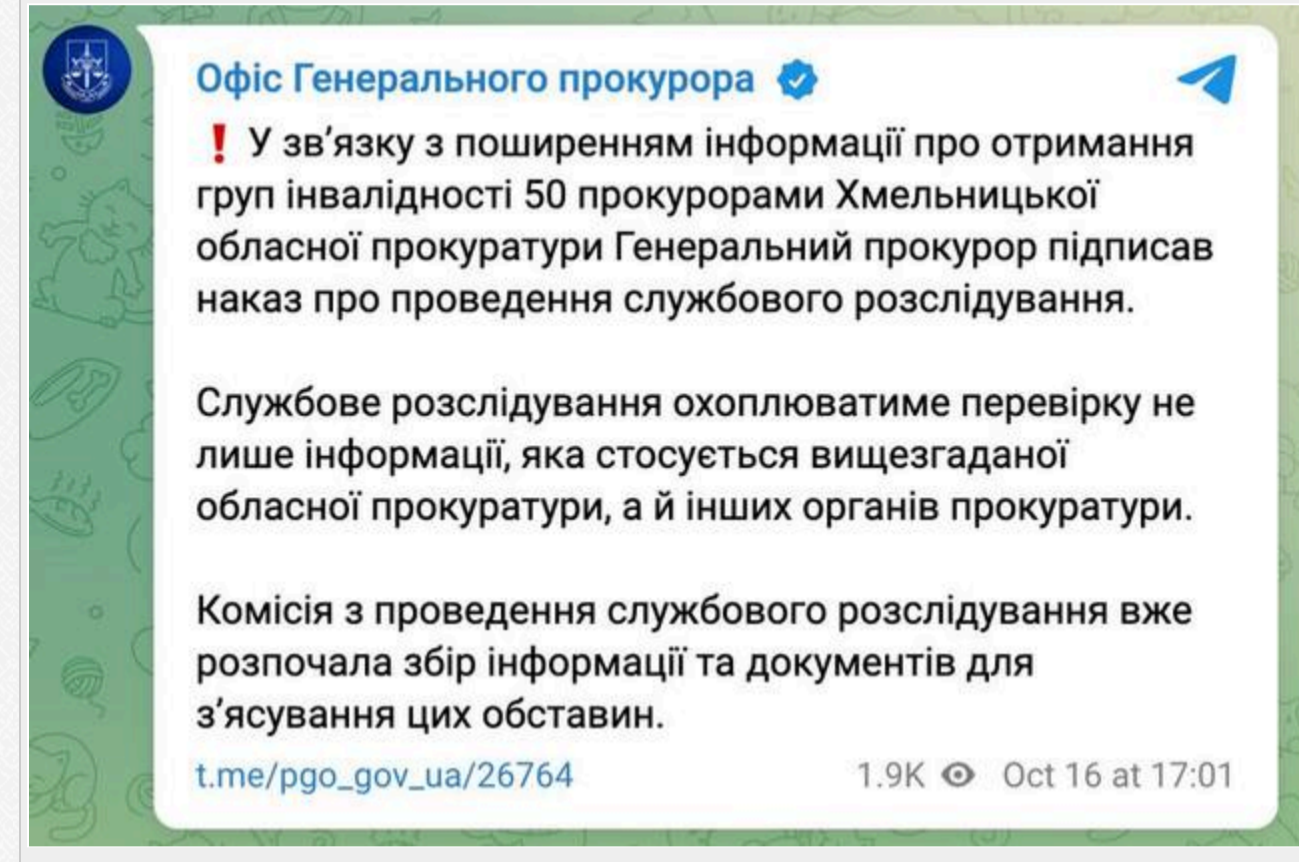 Офіс Генерального прокурора
❗ У зв’язку з поширенням інформації про отримання
груп інвалідності 50 прокурорами Хмельницької
обласної прокуратури Генеральний прокурор підписав
наказ про проведення службового розслідування.
Службове розслідування охоплюватиме перевірку не
лише інформації, яка стосується вищезгаданої
обласної прокуратури, а й інших органів прокуратури.
Комісія з проведення службового розслідування вже
розпочала збір інформації та документів для
з’ясування цих обставин.
t.me/pgo_gov_ua/26764 1.9K Oct 16 at 17:01